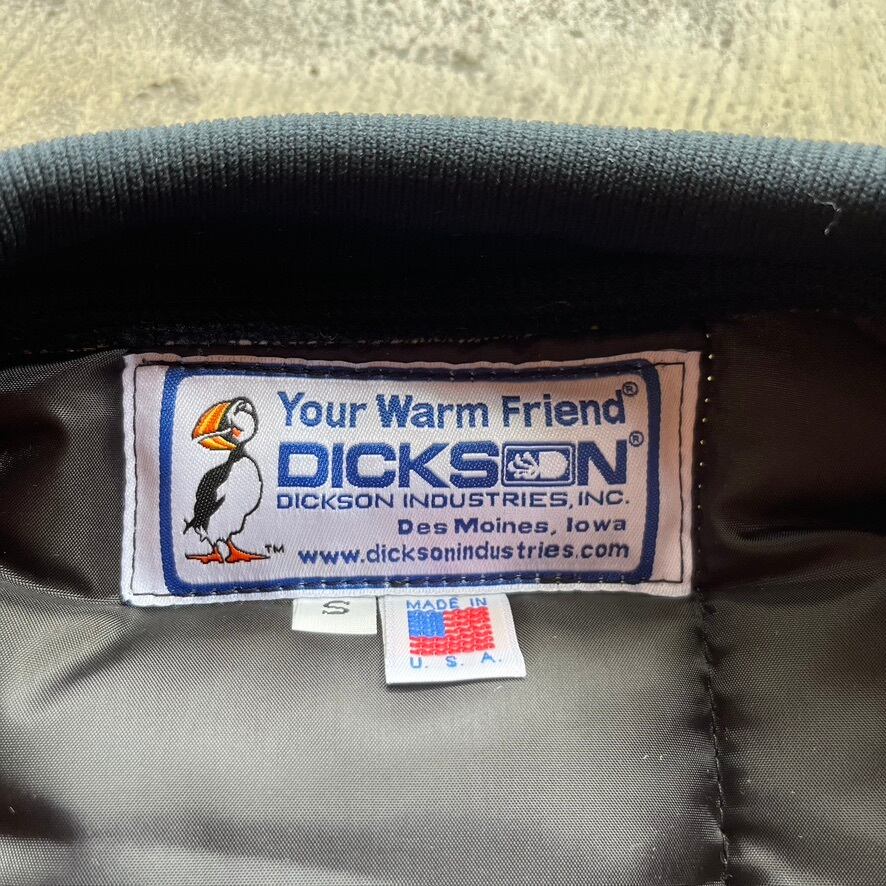 Your Warm Friend®
DICKSON®
DICKSON INDUSTRIES, INC.
Des Moines, Iowa
™ www.dicksonindustries.com
S
MADE IN
U. S. A.